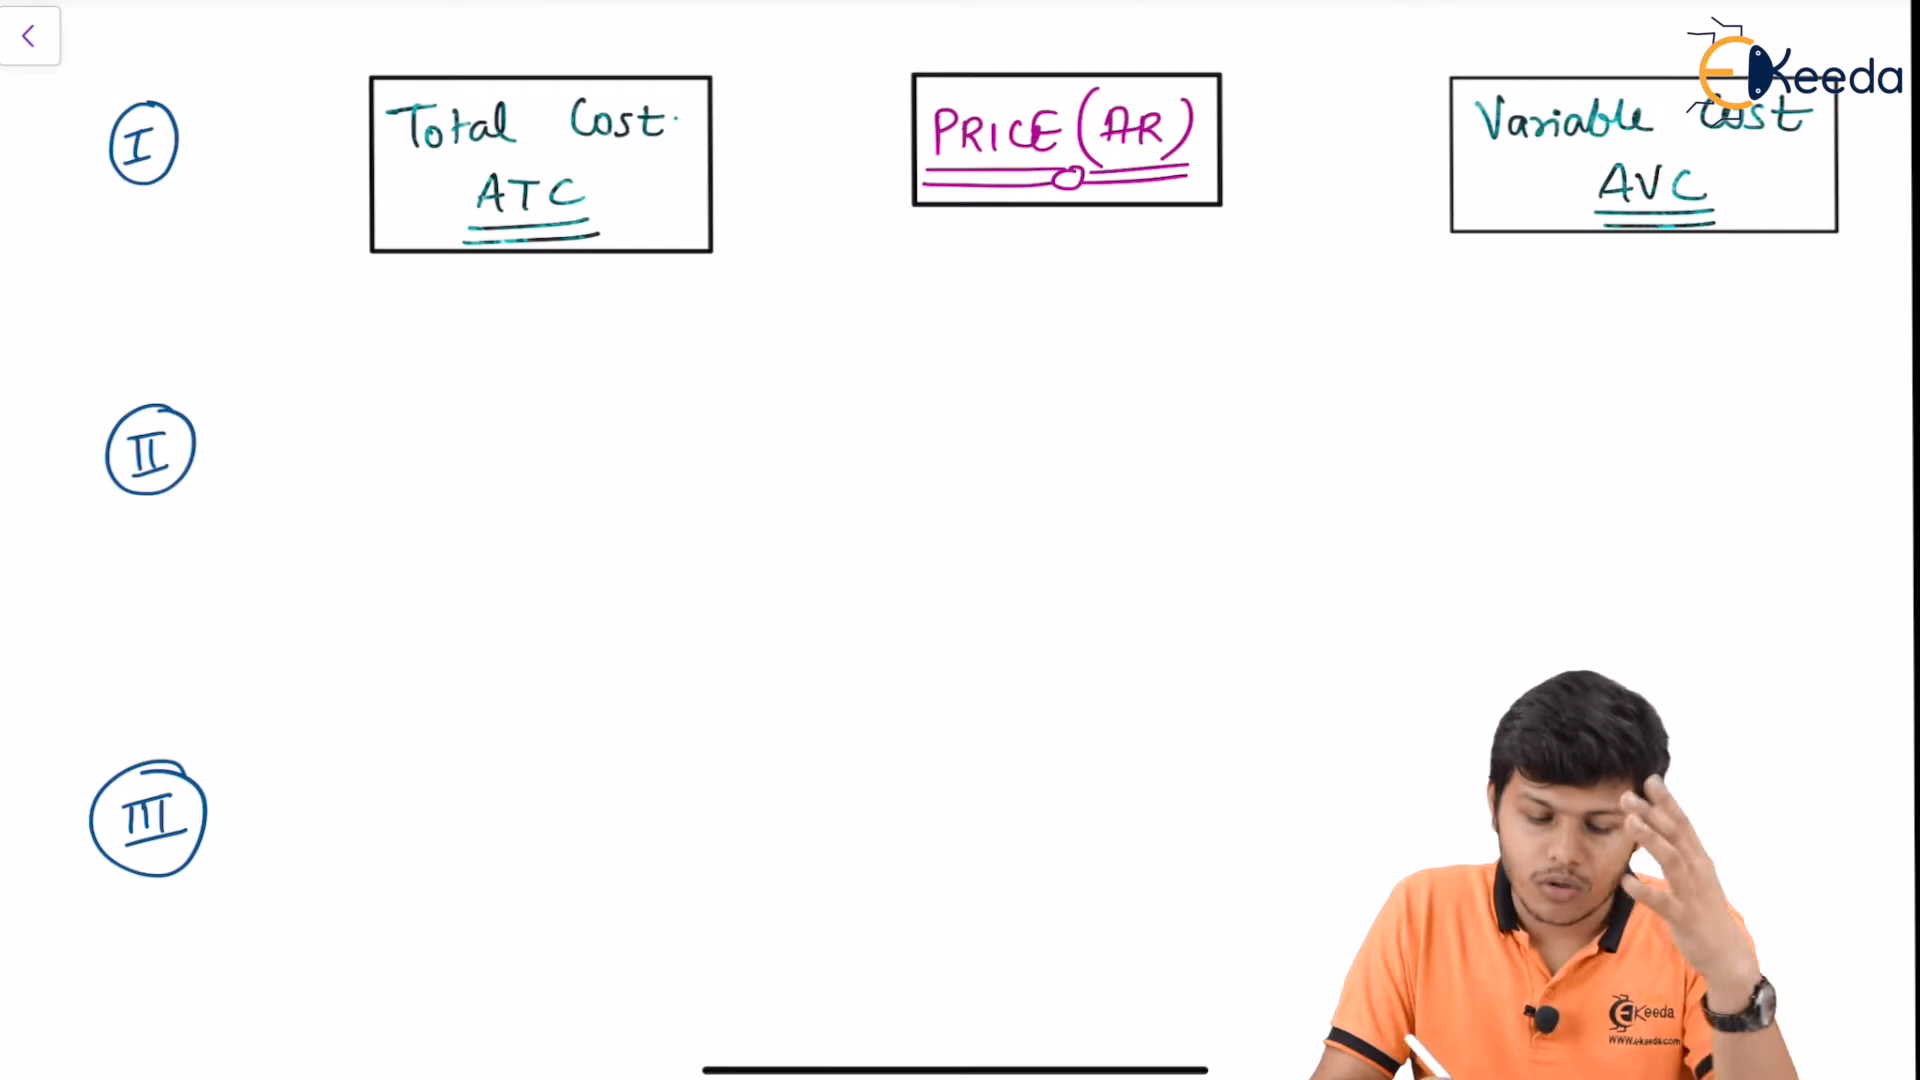 Ekeeda
I
Total Cost.
ATC
PRICE (AR)
Variable Cost
AVC
II
III
Ekeeda
www.ekeeda.com